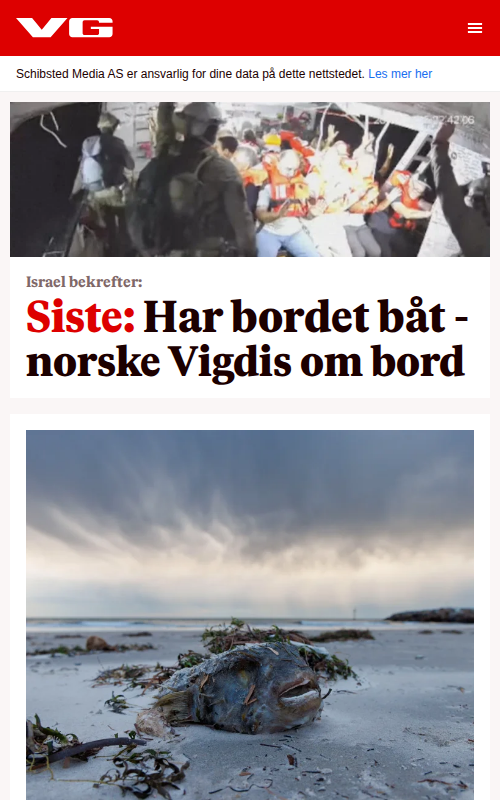 VG
Schibsted Media AS er ansvarlig for dine data på dette nettstedet. Les mer her
Israel bekrefter:
Siste: Har bordet båt -
norske Vigdis om bord